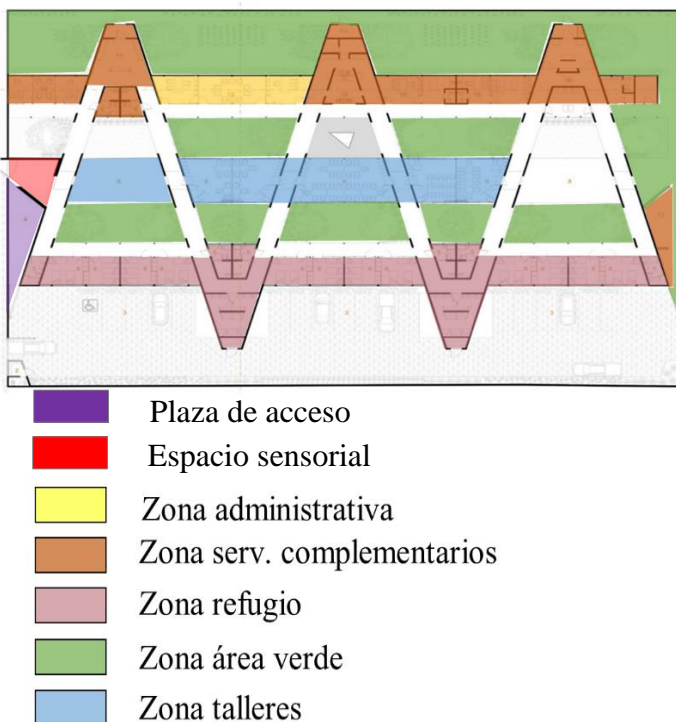 Plaza de acceso
Espacio sensorial
Zona administrativa
Zona serv. complementarios
Zona refugio
Zona área verde
Zona talleres